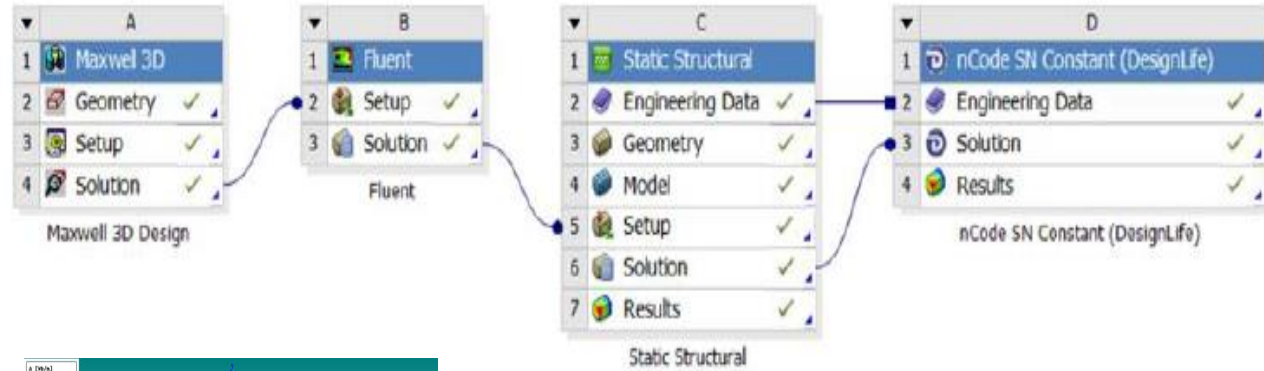 A
1 Maxwell 3D
2 Geometry ✓
3 Setup ✓
4 Solution ✓
Maxwell 3D Design
B
1 Fluent
2 Setup ✓
3 Solution ✓
Fluent
C
1 Static Structural
2 Engineering Data ✓
3 Geometry ✓
4 Model ✓
5 Setup ✓
6 Solution ✓
7 Results ✓
Static Structural
D
1 nCode SN Constant (DesignLife)
2 Engineering Data ✓
3 Solution ✓
4 Results ✓
nCode SN Constant (DesignLife)